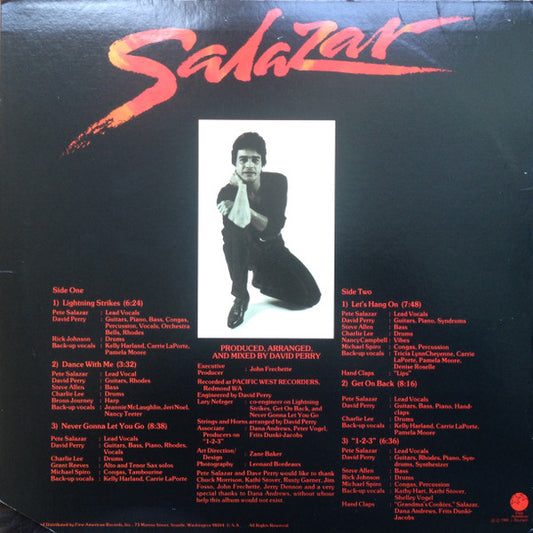 Salazar
Side One
1) Lightning Strikes (6:24)
Pete Salazar : Lead Vocals
David Perry : Guitars, Piano, Bass, Congas,
Percussion, Vocals, Orchestra
Bells, Rhodes
Rick Johnson : Drums
Back-up vocals : Kelly Harland, Carrie LaPorte,
Pamela Moore
2) Dance With Me (3:32)
Pete Salazar : Lead Vocal
David Perry : Guitars, Rhodes
Steve Allen : Bass
Charlie Lee : Drums
Bronn Journey : Harp
Back-up vocals : Jeannie McLaughlin, Jeri Noel,
Nancy Teeter
3) Never Gonna Let You Go (8:38)
Pete Salazar : Lead Vocals
David Perry : Guitars, Bass, Piano, Rhodes,
Vocals
Charlie Lee : Drums
Grant Reeves : Alto and Tenor Sax solos
Michael Spiro : Congas, Tambourine
Back-up vocals : Kelly Harland, Carrie LaPorte
PRODUCED, ARRANGED,
AND MIXED BY DAVID PERRY
Executive
Producer : John Frechette
Recorded at PACIFIC WEST RECORDERS,
Redmond WA
Engineered by David Perry
Lary Nefzger : co-engineer on Lightning
Strikes, Get On Back, and
Never Gonna Let You Go
Strings and Horns arranged by David Perry
Associate : Dana Andrews, Peter Vogel,
Producers on Frits Dunki-Jacobs
"1-2-3"
Art Direction/ : Zane Baker
Design
Photography : Leonard Bordeaux
Pete Salazar and Dave Perry would like to thank
Chuck Morrison, Kathi Stover, Rusty Garner, Jim
Fosso, John Frechette, Jerry Dennon and a very
special thanks to Dana Andrews, without whose
help this album would not exist.
Side Two
1) Let's Hang On (7:48)
Pete Salazar : Lead Vocals
David Perry : Guitars, Piano, Syndrums
Steve Allen : Bass
Charlie Lee : Drums
Nancy Campbell : Vibes
Michael Spiro : Congas, Percussion
Back-up vocals : Tricia LynnCheyenne, Carrie
LaPorte, Pamela Moore,
Denise Roselle
Hand Claps : "Lips"
2) Get On Back (8:16)
Pete Salazar : Lead Vocals
David Perry : Guitars, Bass, Piano, Hand-
claps
Charlie Lee : Drums
Back-up vocals : Kelly Harland, Carrie LaPorte,
Pamela Moore
3) "1-2-3" (6:36)
Pete Salazar : Lead Vocals
David Perry : Guitars, Rhodes, Piano, Syn-
drums, Synthesizer
Steve Allen : Bass
Rick Johnson : Drums
Michael Spiro : Congas, Percussion
Back-up vocals : Kathy Hart, Kathi Stover,
Shelley Vogel
Hand Claps : "Grandma's Cookies," Salazar,
Dana Andrews, Frits Dunki-
Jacobs
Distributed by First American Records, Inc., 73 Marion Street, Seattle, Washington 98104 U.S.A. All Rights Reserved.
First
American